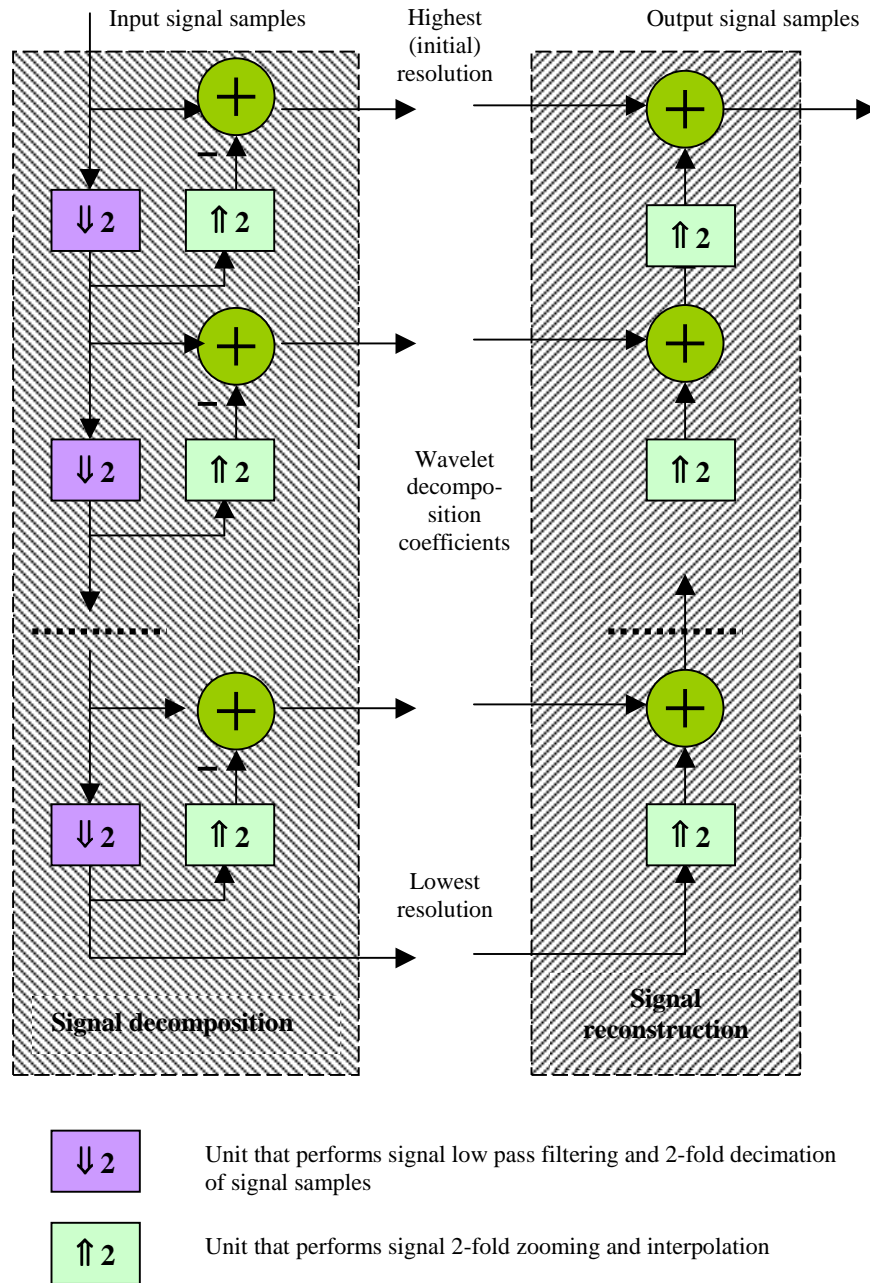 Input signal samples
Highest
(initial)
resolution
Output signal samples
+
+
–
⇓2
⇑2
⇑2
+
+
–
⇓2
⇑2
Wavelet
decompo-
sition
coefficients
⇑2
+
+
–
⇓2
⇑2
⇑2
Lowest
resolution
Signal decomposition
Signal
reconstruction
⇓2
Unit that performs signal low pass filtering and 2-fold decimation
of signal samples
⇑2
Unit that performs signal 2-fold zooming and interpolation